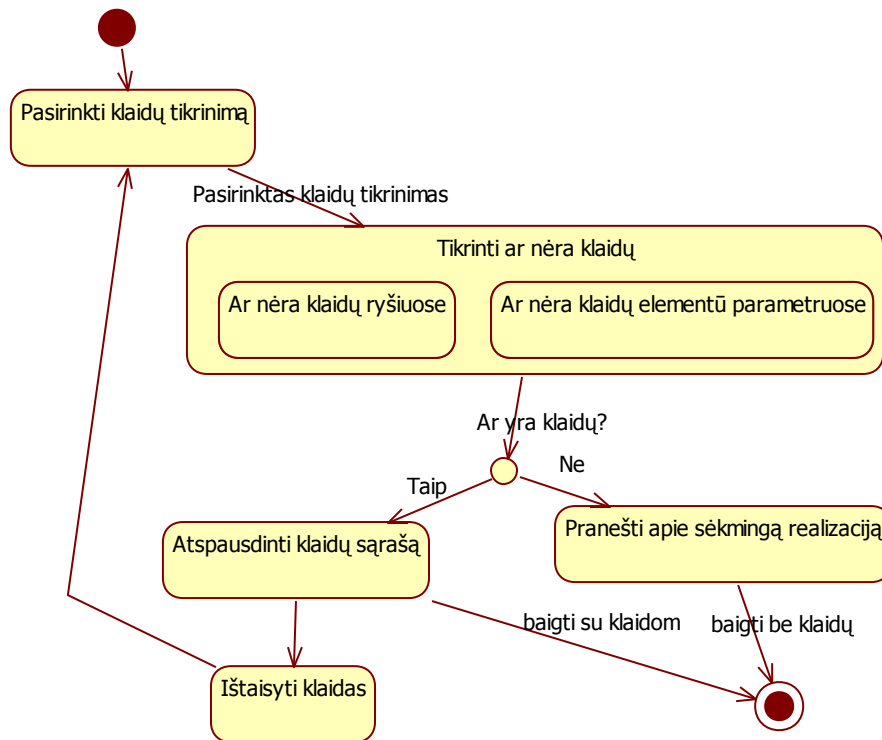 Pasirinkti klaidų tikrinimą
Pasirinktas klaidų tikrinimas
Tikrinti ar nėra klaidų
Ar nėra klaidų ryšiuose
Ar nėra klaidų elementū parametruose
Ar yra klaidų?
Ne
Taip
Pranešti apie sėkmingą realizaciją
Atspausdinti klaidų sąrašą
baigti su klaidom
baigti be klaidų
Ištaisyti klaidas